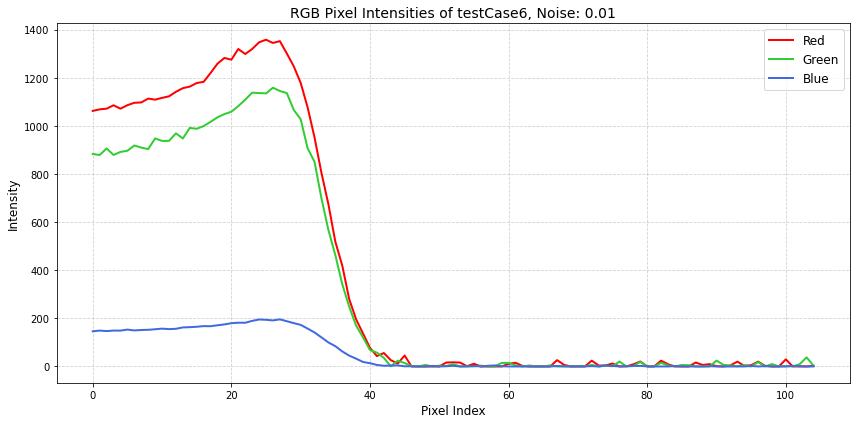 RGB Pixel Intensities of testCase6, Noise: 0.01
Red
Green
Blue
Intensity
1400
1200
1000
800
600
400
200
0
0 20 40 60 80 100
Pixel Index